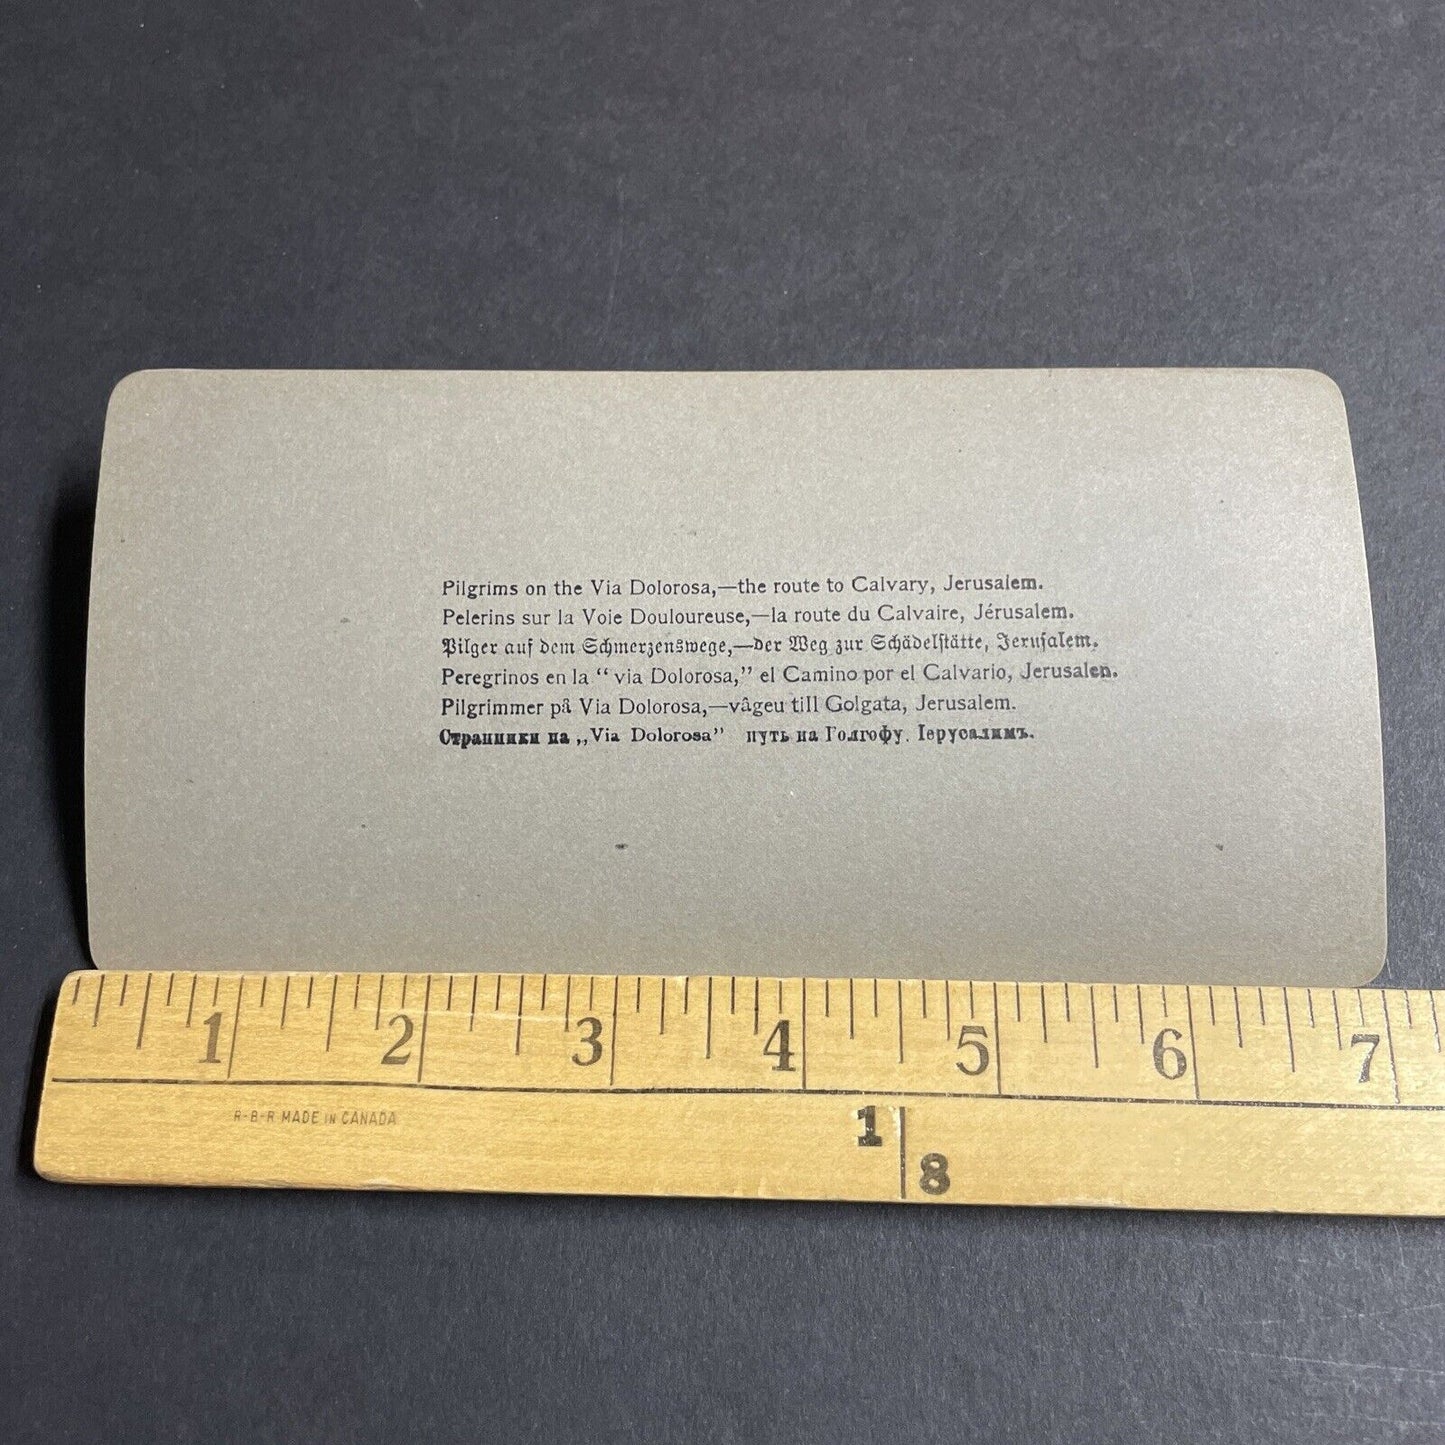 Pilgrims on the Via Dolorosa,—the route to Calvary, Jerusalem.
Pelerins sur la Voie Douloureuse,—la route du Calvaire, Jérusalem.
Pilger auf dem Schmerzenswege,—der Weg zur Schädelstätte, Jerusalem.
Peregrinos en la “via Dolorosa,” el Camino por el Calvario, Jerusalen.
Pilgrimmer på Via Dolorosa,—vâgeu till Golgata, Jerusalem.
Странники на „Via Dolorosa” путь на Голгофу. Іерусалимъ.
1 2 3 4 5 6 7
R-B-R MADE IN CANADA
1
8